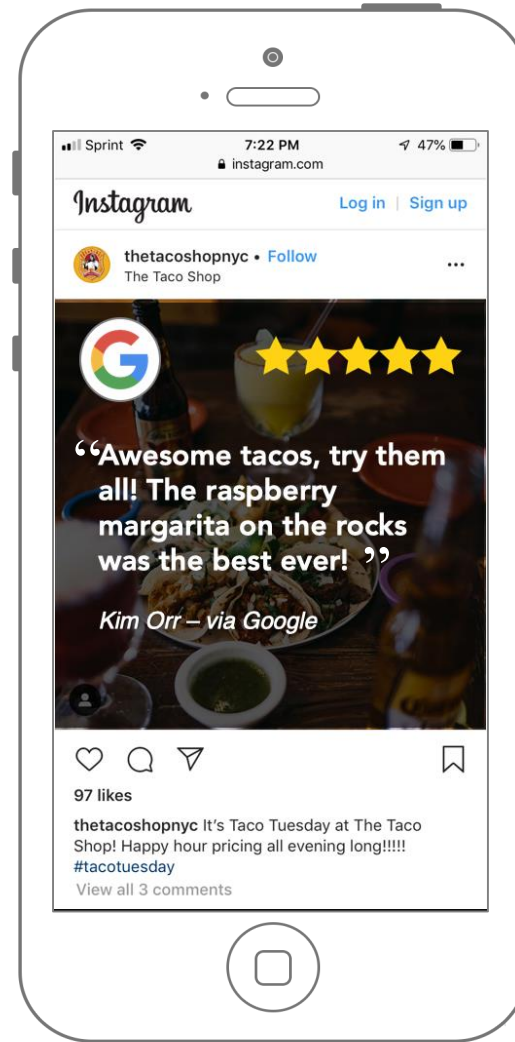 Sprint 7:22 PM 47%
instagram.com
Instagram Log in | Sign up
thetacoshopnyc • Follow
The Taco Shop
“Awesome tacos, try them
all! The raspberry
margarita on the rocks
was the best ever! ”
Kim Orr – via Google
97 likes
thetacoshopnyc It’s Taco Tuesday at The Taco
Shop! Happy hour pricing all evening long!!!!!
#tacotuesday
View all 3 comments